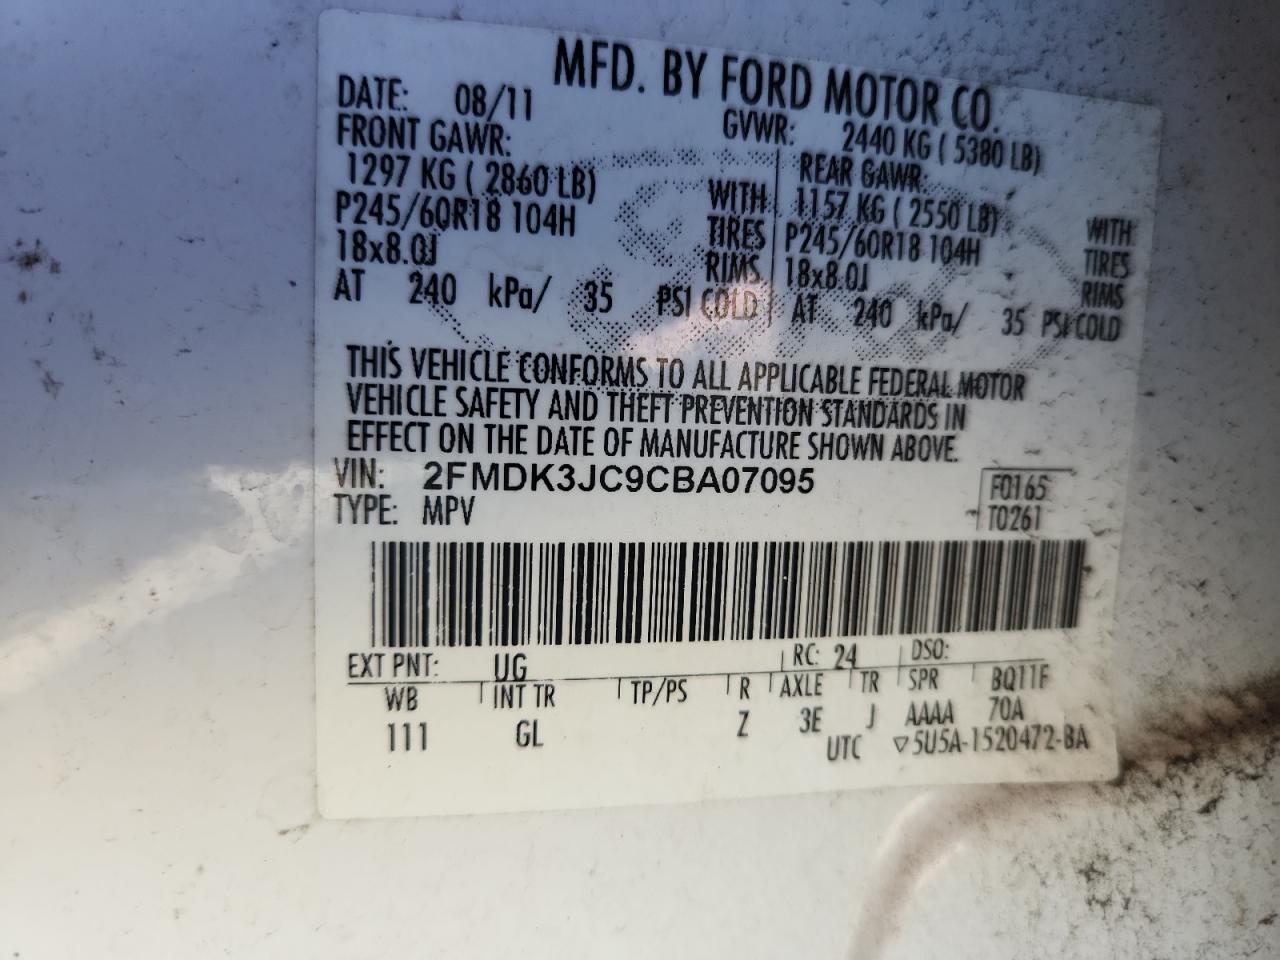 MFD. BY FORD MOTOR CO.
DATE: 08/11 GVWR: 2440 KG ( 5380 LB)
FRONT GAWR: REAR GAWR:
1297 KG ( 2860 LB) WITH 1157 KG ( 2550 LB) WITH
P245/60R18 104H TIRES P245/60R18 104H TIRES
18x8.0J RIMS 18x8.0J RIMS
AT 240 kPa/ 35 PSI COLD AT 240 kPa/ 35 PSI COLD
THIS VEHICLE CONFORMS TO ALL APPLICABLE FEDERAL MOTOR
VEHICLE SAFETY AND THEFT PREVENTION STANDARDS IN
EFFECT ON THE DATE OF MANUFACTURE SHOWN ABOVE.
VIN: 2FMDK3JC9CBA07095 F0165
TYPE: MPV T0261
EXT PNT: UG RC: 24 DSO:
WB INT TR TP/PS R AXLE TR SPR BQ11F
111 GL Z 3E J AAAA 70A
UTC ▽5U5A-1520472-BA